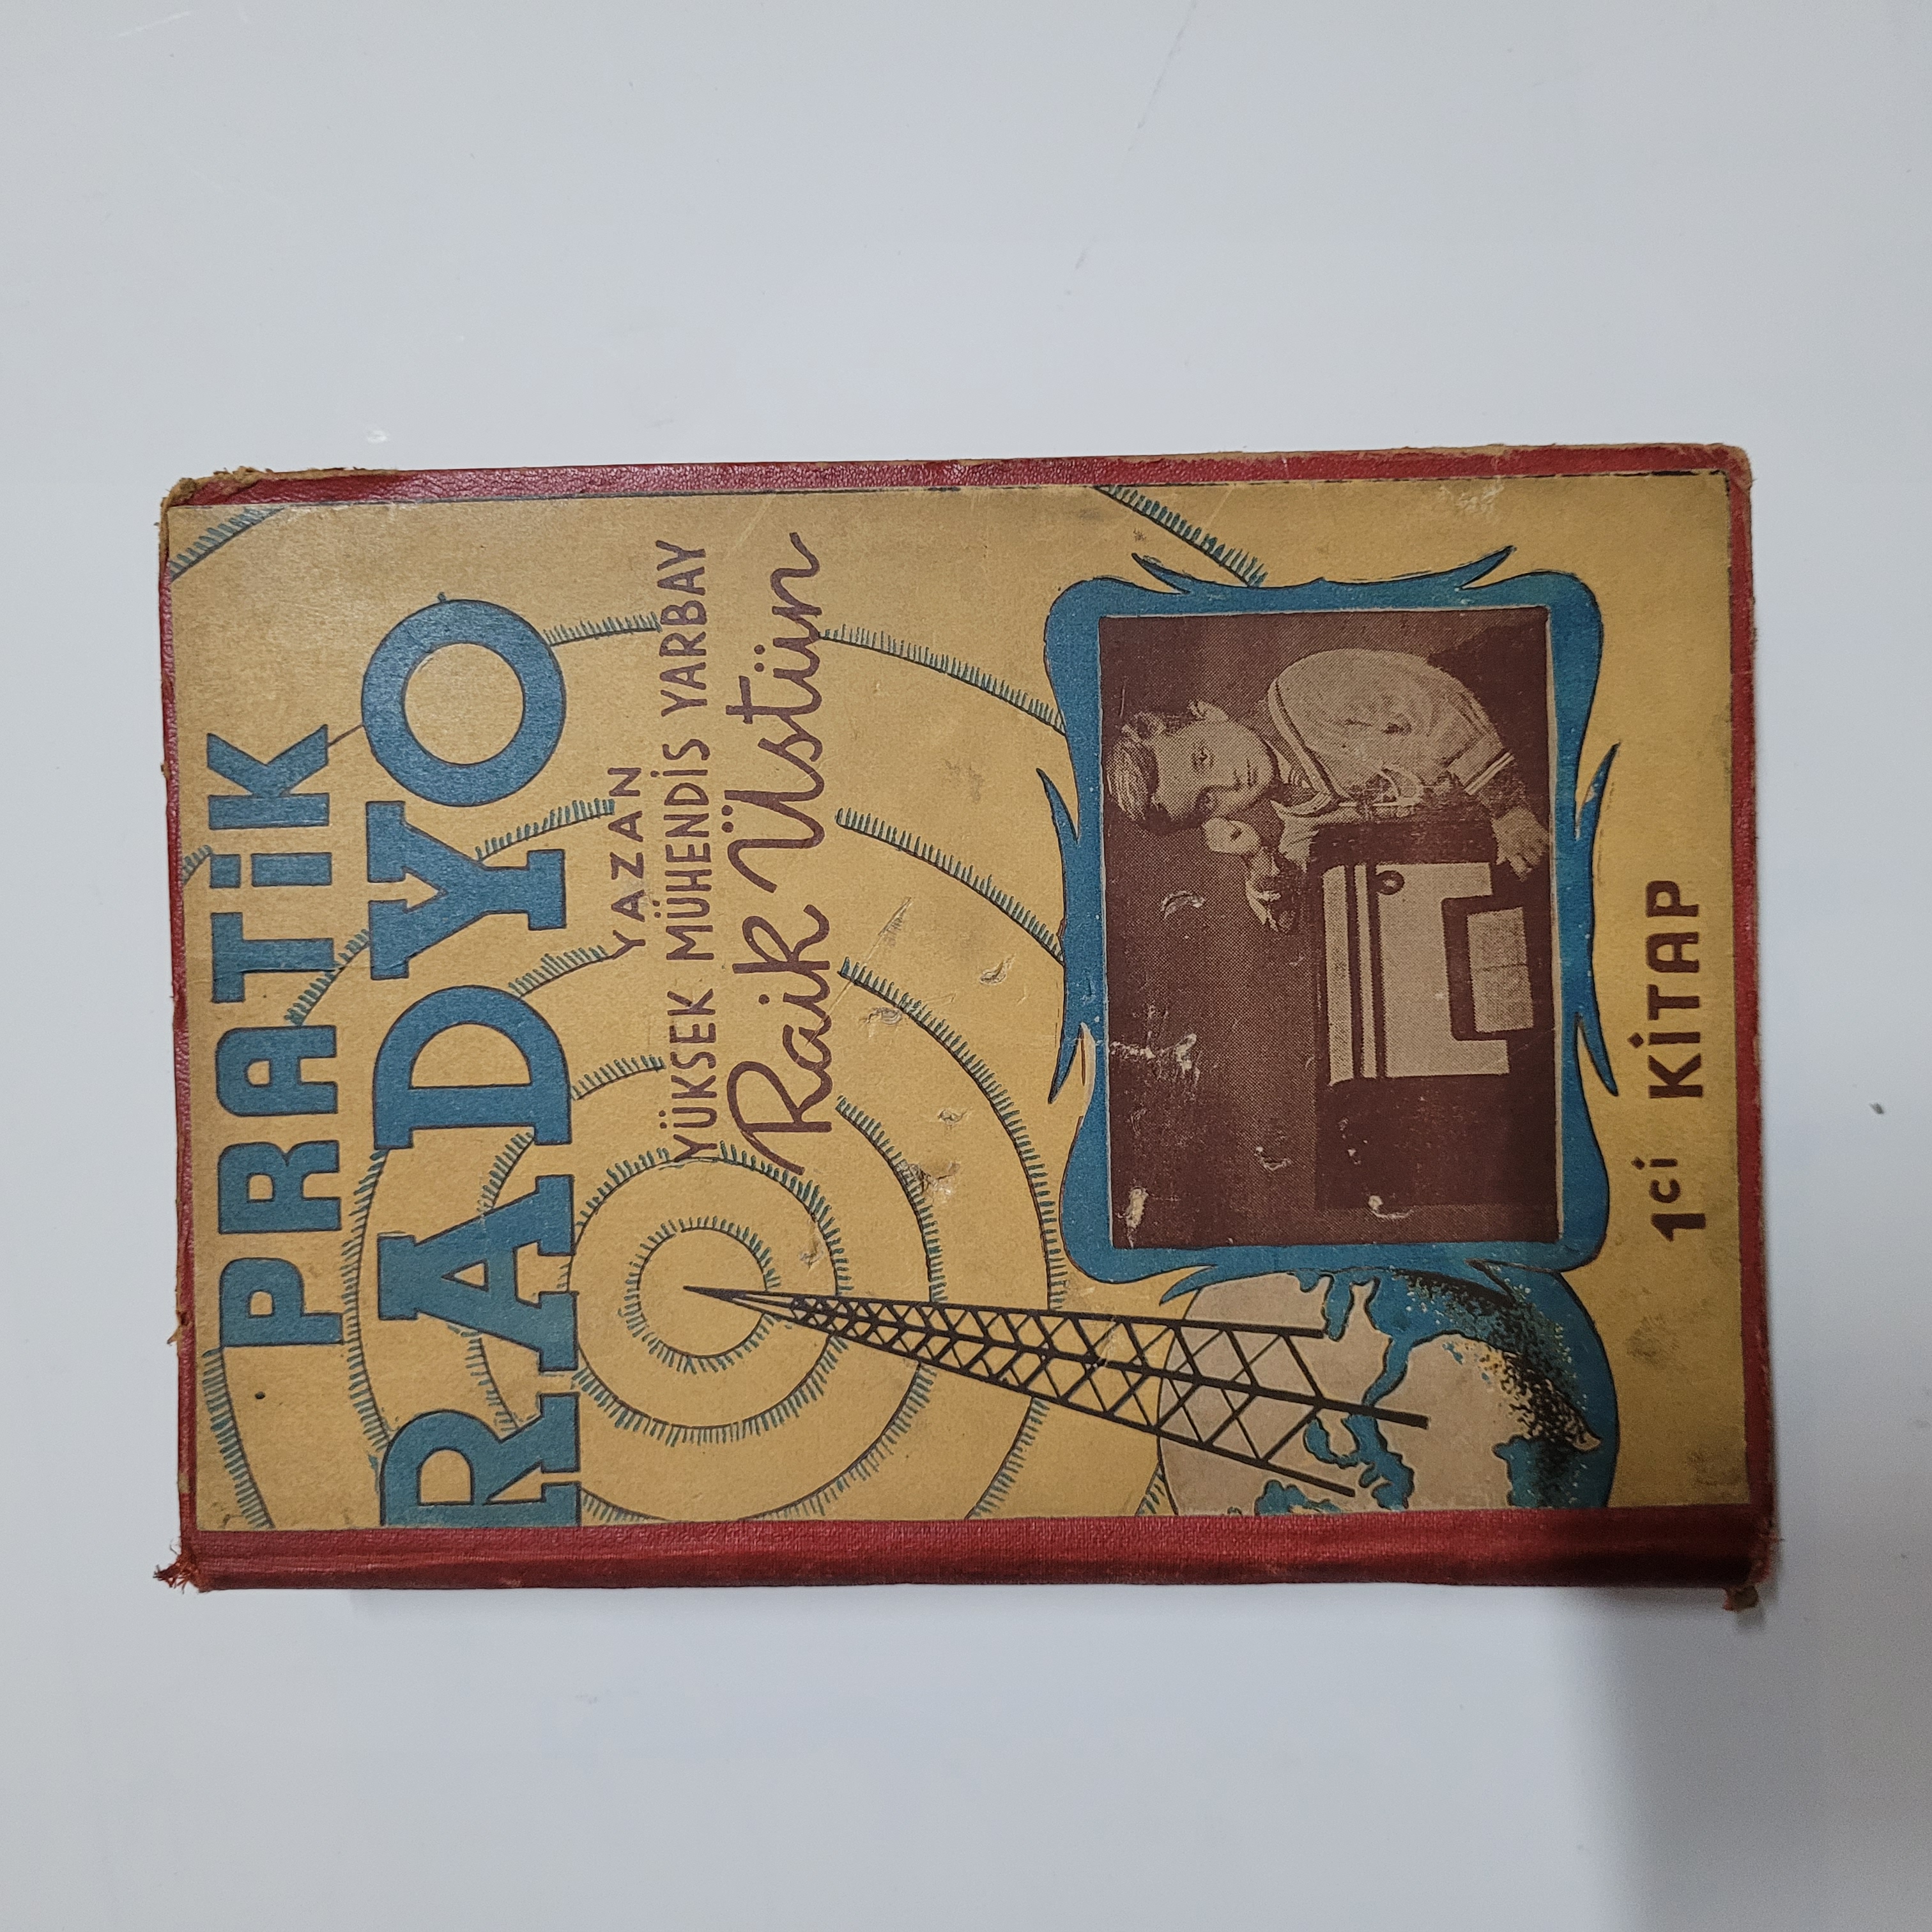 PRATİK
RADYO
YAZAN
YÜKSEK MÜHENDİS YARBAY
Raik Üstün
1ci KİTAP